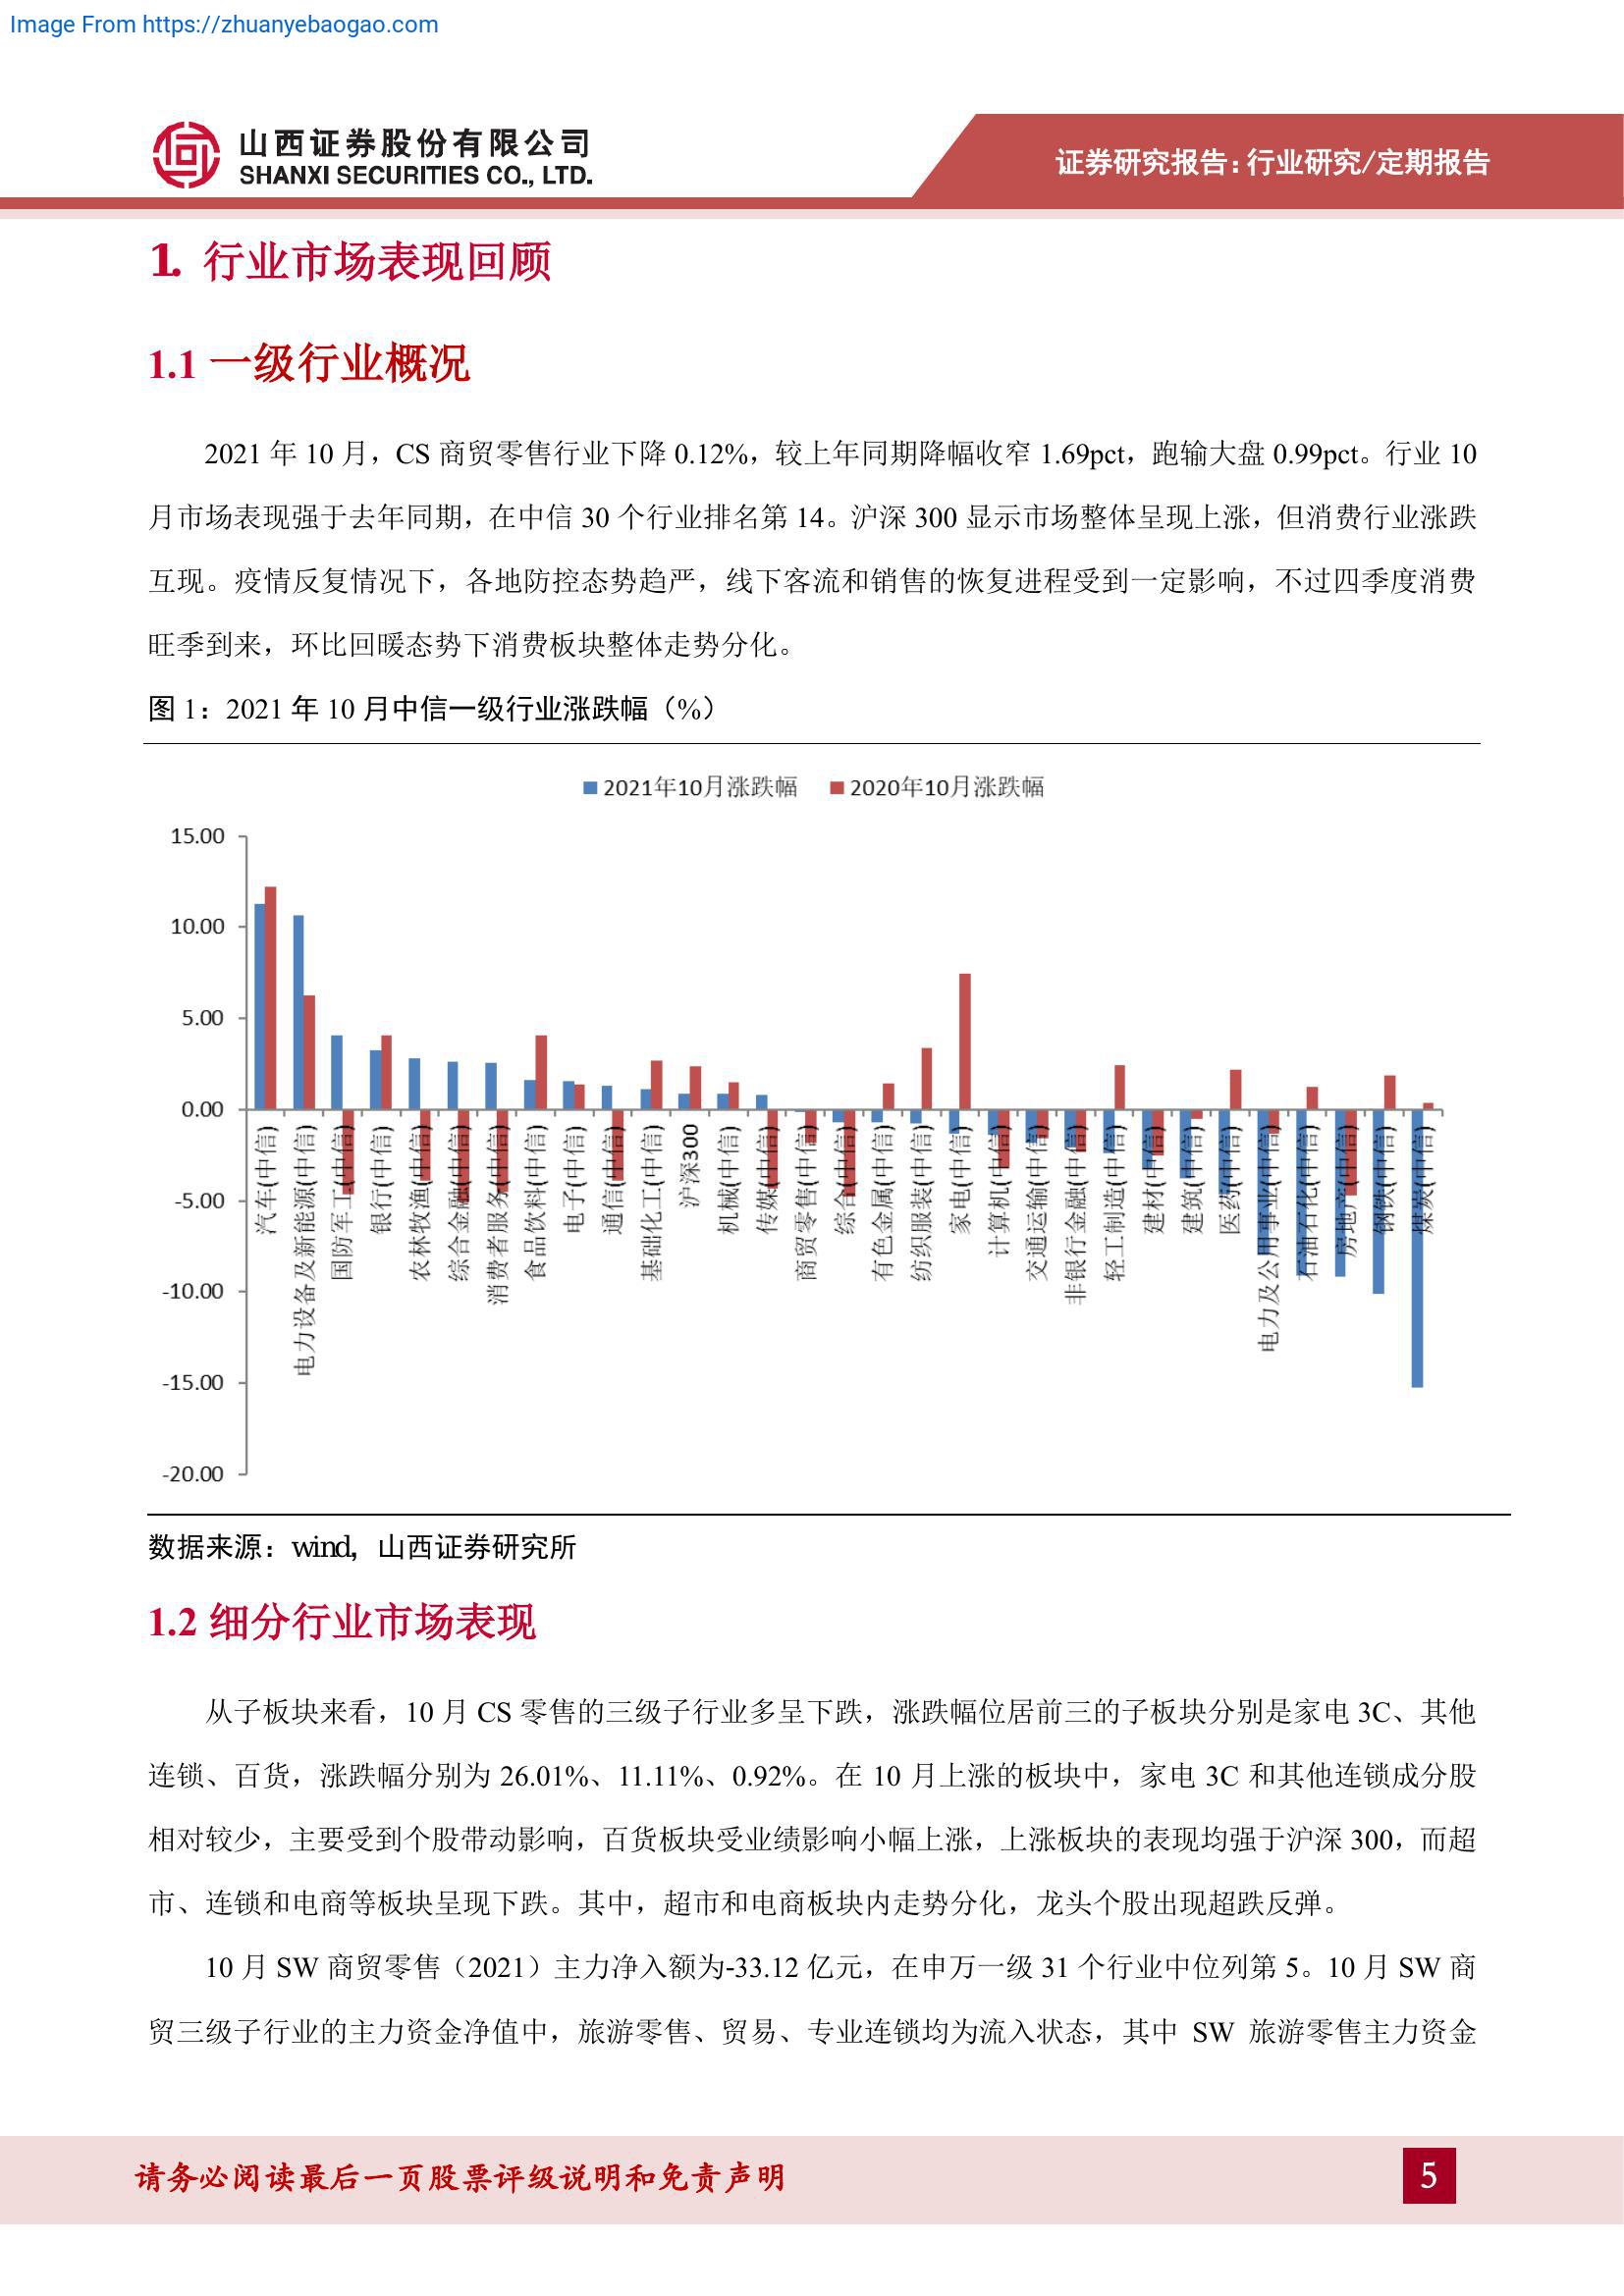 Image From https://zhuanyebaogao.com
山西证券股份有限公司
SHANXI SECURITIES CO., LTD.
证券研究报告：行业研究/定期报告
1. 行业市场表现回顾
1.1 一级行业概况
2021 年 10 月，CS 商贸零售行业下降 0.12%，较上年同期降幅收窄 1.69pct，跑输大盘 0.99pct。行业 10
月市场表现强于去年同期，在中信 30 个行业排名第 14。沪深 300 显示市场整体呈现上涨，但消费行业涨跌
互现。疫情反复情况下，各地防控态势趋严，线下客流和销售的恢复进程受到一定影响，不过四季度消费
旺季到来，环比回暖态势下消费板块整体走势分化。
图 1：2021 年 10 月中信一级行业涨跌幅（%）
2021年10月涨跌幅
2020年10月涨跌幅
15.00
10.00
5.00
0.00
-5.00
-10.00
-15.00
-20.00
汽车(中信)
电力设备及新能源(中信)
国防军工(中信)
银行(中信)
农林牧渔(中信)
综合金融(中信)
消费者服务(中信)
食品饮料(中信)
电子(中信)
通信(中信)
基础化工(中信)
沪深300
机械(中信)
传媒(中信)
商贸零售(中信)
综合(中信)
有色金属(中信)
纺织服装(中信)
家电(中信)
计算机(中信)
交通运输(中信)
非银行金融(中信)
轻工制造(中信)
建材(中信)
建筑(中信)
医药(中信)
电力及公用事业(中信)
石油石化(中信)
房地产(中信)
钢铁(中信)
煤炭(中信)
数据来源：wind，山西证券研究所
1.2 细分行业市场表现
从子板块来看，10 月 CS 零售的三级子行业多呈下跌，涨跌幅位居前三的子板块分别是家电 3C、其他
连锁、百货，涨跌幅分别为 26.01%、11.11%、0.92%。在 10 月上涨的板块中，家电 3C 和其他连锁成分股
相对较少，主要受到个股带动影响，百货板块受业绩影响小幅上涨，上涨板块的表现均强于沪深 300，而超
市、连锁和电商等板块呈现下跌。其中，超市和电商板块内走势分化，龙头个股出现超跌反弹。
10 月 SW 商贸零售（2021）主力净入额为-33.12 亿元，在申万一级 31 个行业中位列第 5。10 月 SW 商
贸三级子行业的主力资金净值中，旅游零售、贸易、专业连锁均为流入状态，其中 SW 旅游零售主力资金
请务必阅读最后一页股票评级说明和免责声明
5